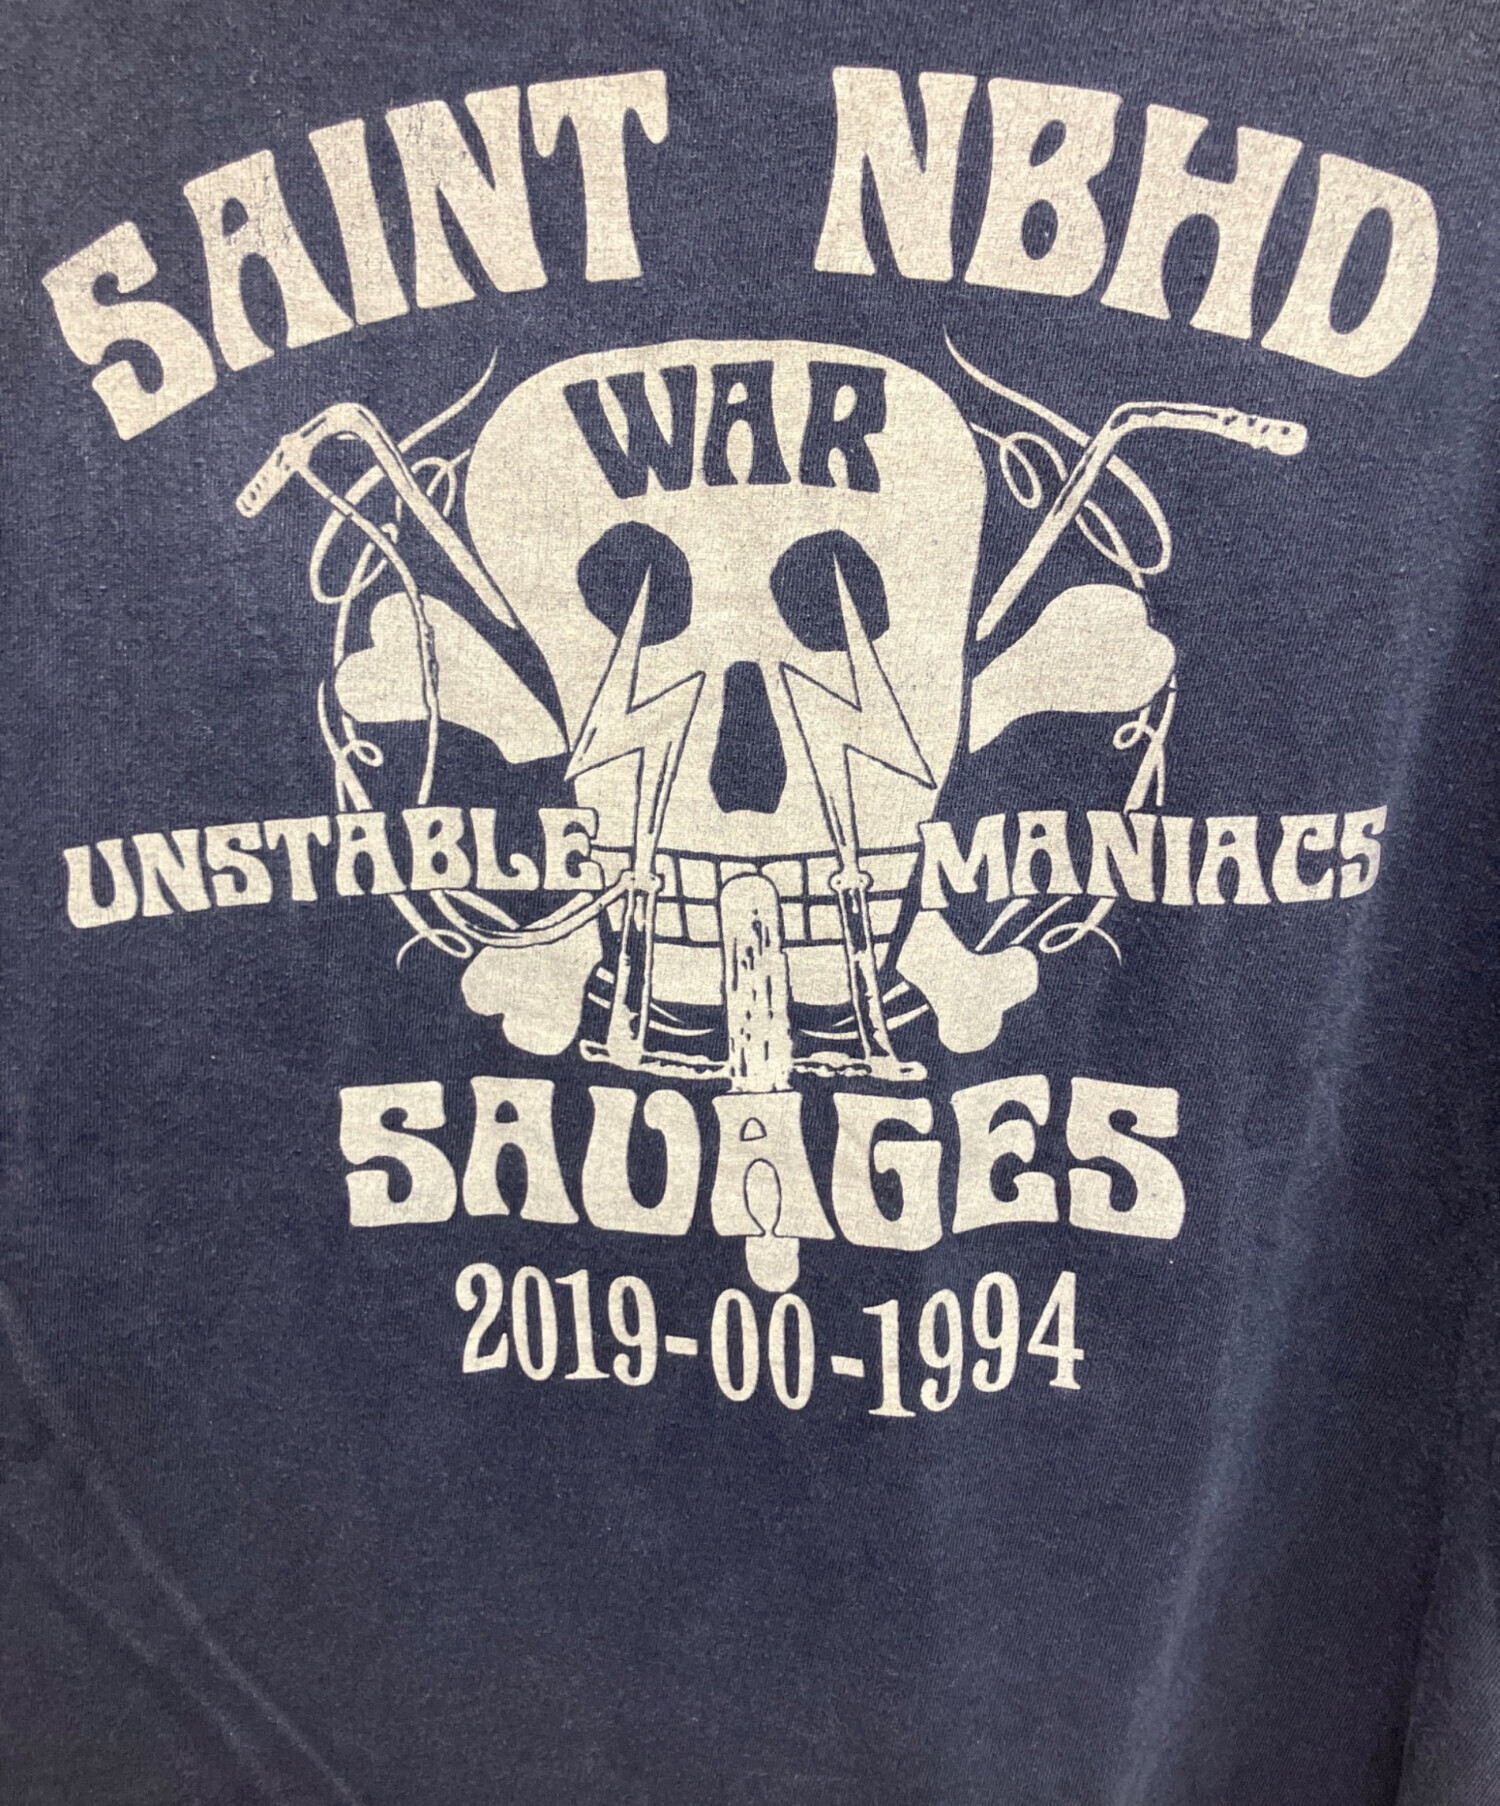 SAINT NBHD
WAR
UNSTABLE MANIACS
SAVAGES
2019-00-1994